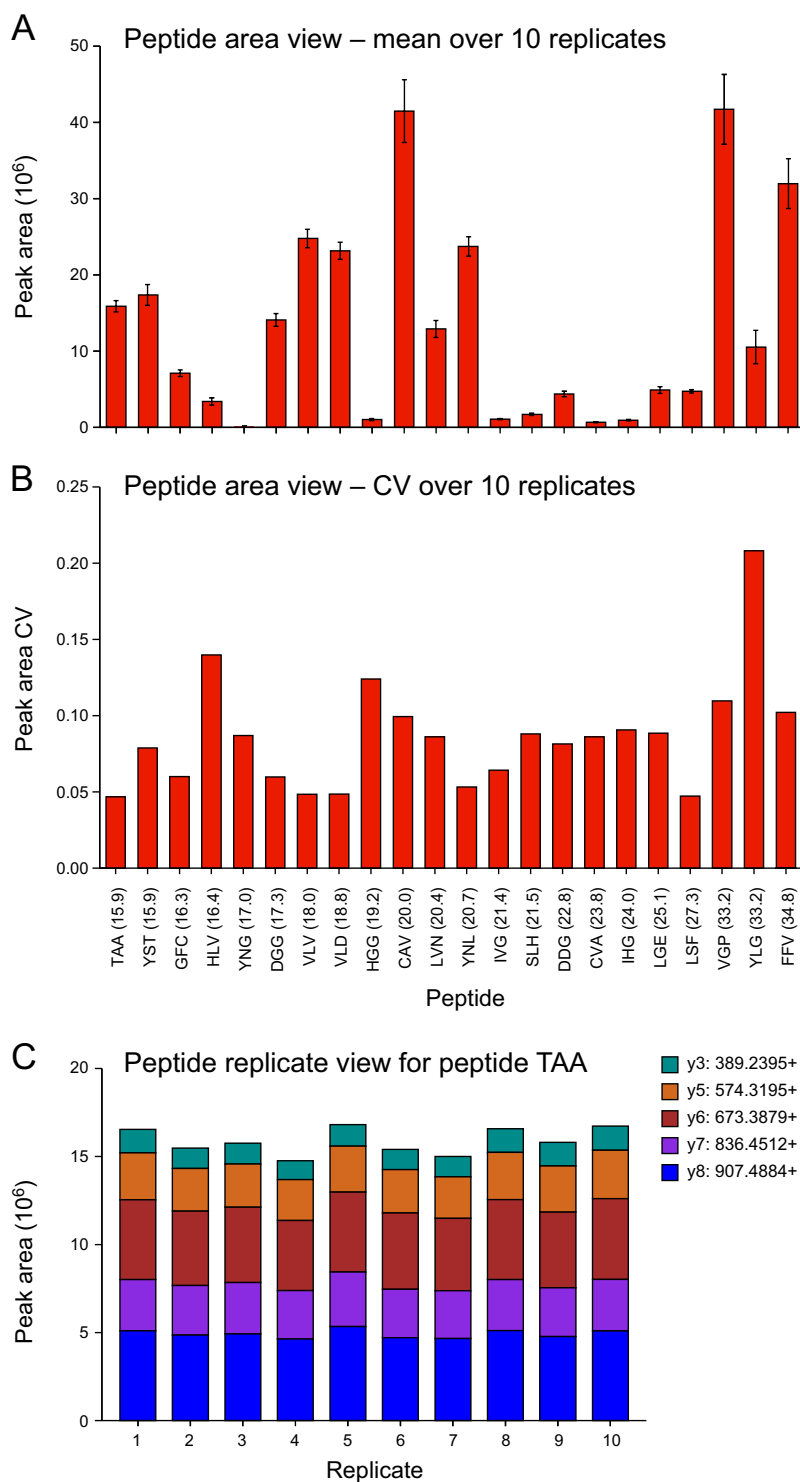 A
Peptide area view – mean over 10 replicates
Peak area (10⁶)
50
40
30
20
10
0
B
Peptide area view – CV over 10 replicates
Peak area CV
0.25
0.20
0.15
0.10
0.05
0.00
TAA (15.9)
YST (15.9)
GFC (16.3)
HLV (16.4)
YNG (17.0)
DGG (17.3)
VLV (18.0)
VLD (18.8)
HGG (19.2)
CAV (20.0)
LVN (20.4)
YNL (20.7)
IVG (21.4)
SLH (21.5)
DDG (22.8)
CVA (23.8)
IHG (24.0)
LGE (25.1)
LSF (27.3)
VGP (33.2)
YLG (33.2)
FFV (34.8)
Peptide
C
Peptide replicate view for peptide TAA
Peak area (10⁶)
20
15
10
5
0
1 2 3 4 5 6 7 8 9 10
Replicate
y3: 389.2395+
y5: 574.3195+
y6: 673.3879+
y7: 836.4512+
y8: 907.4884+